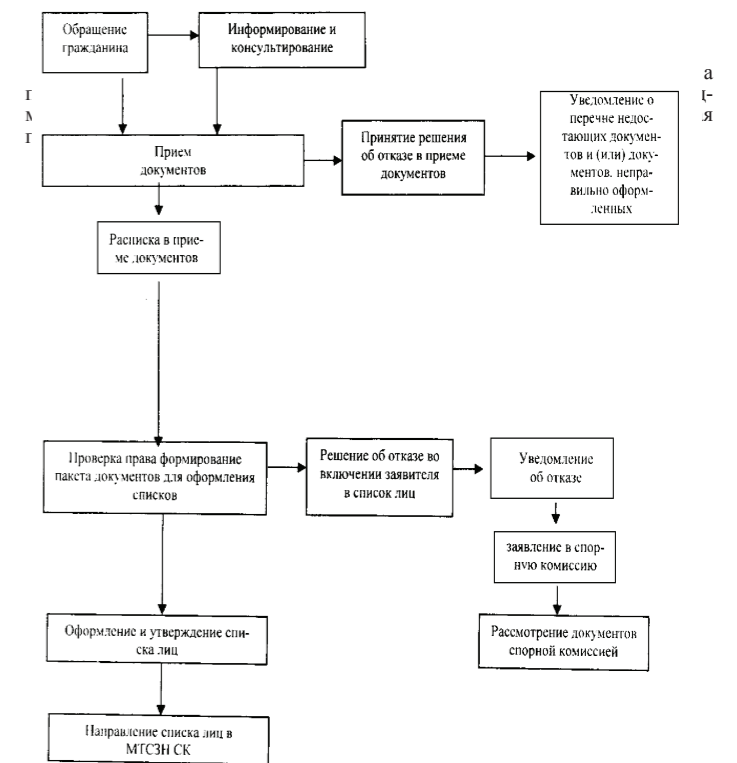 Обращение
гражданина
Информирование и
консультирование
а
ц-
я
Прием
документов
Принятие решения
об отказе в приеме
документов
Уведомление о
перечне недос-
тающих докумен-
тов и (или) доку-
ментов. непра-
вильно оформ-
ленных
Расписка в прие-
ме документов
Проверка права формирование
пакета документов для оформления
списков
Решение об отказе во
включении заявителя
в список лиц
Уведомление
об отказе
заявление в спор-
ную комиссию
Оформление и утверждение спи-
ска лиц
Рассмотрение документов
спорной комиссией
Направление списка лиц в
МТСЗН СК